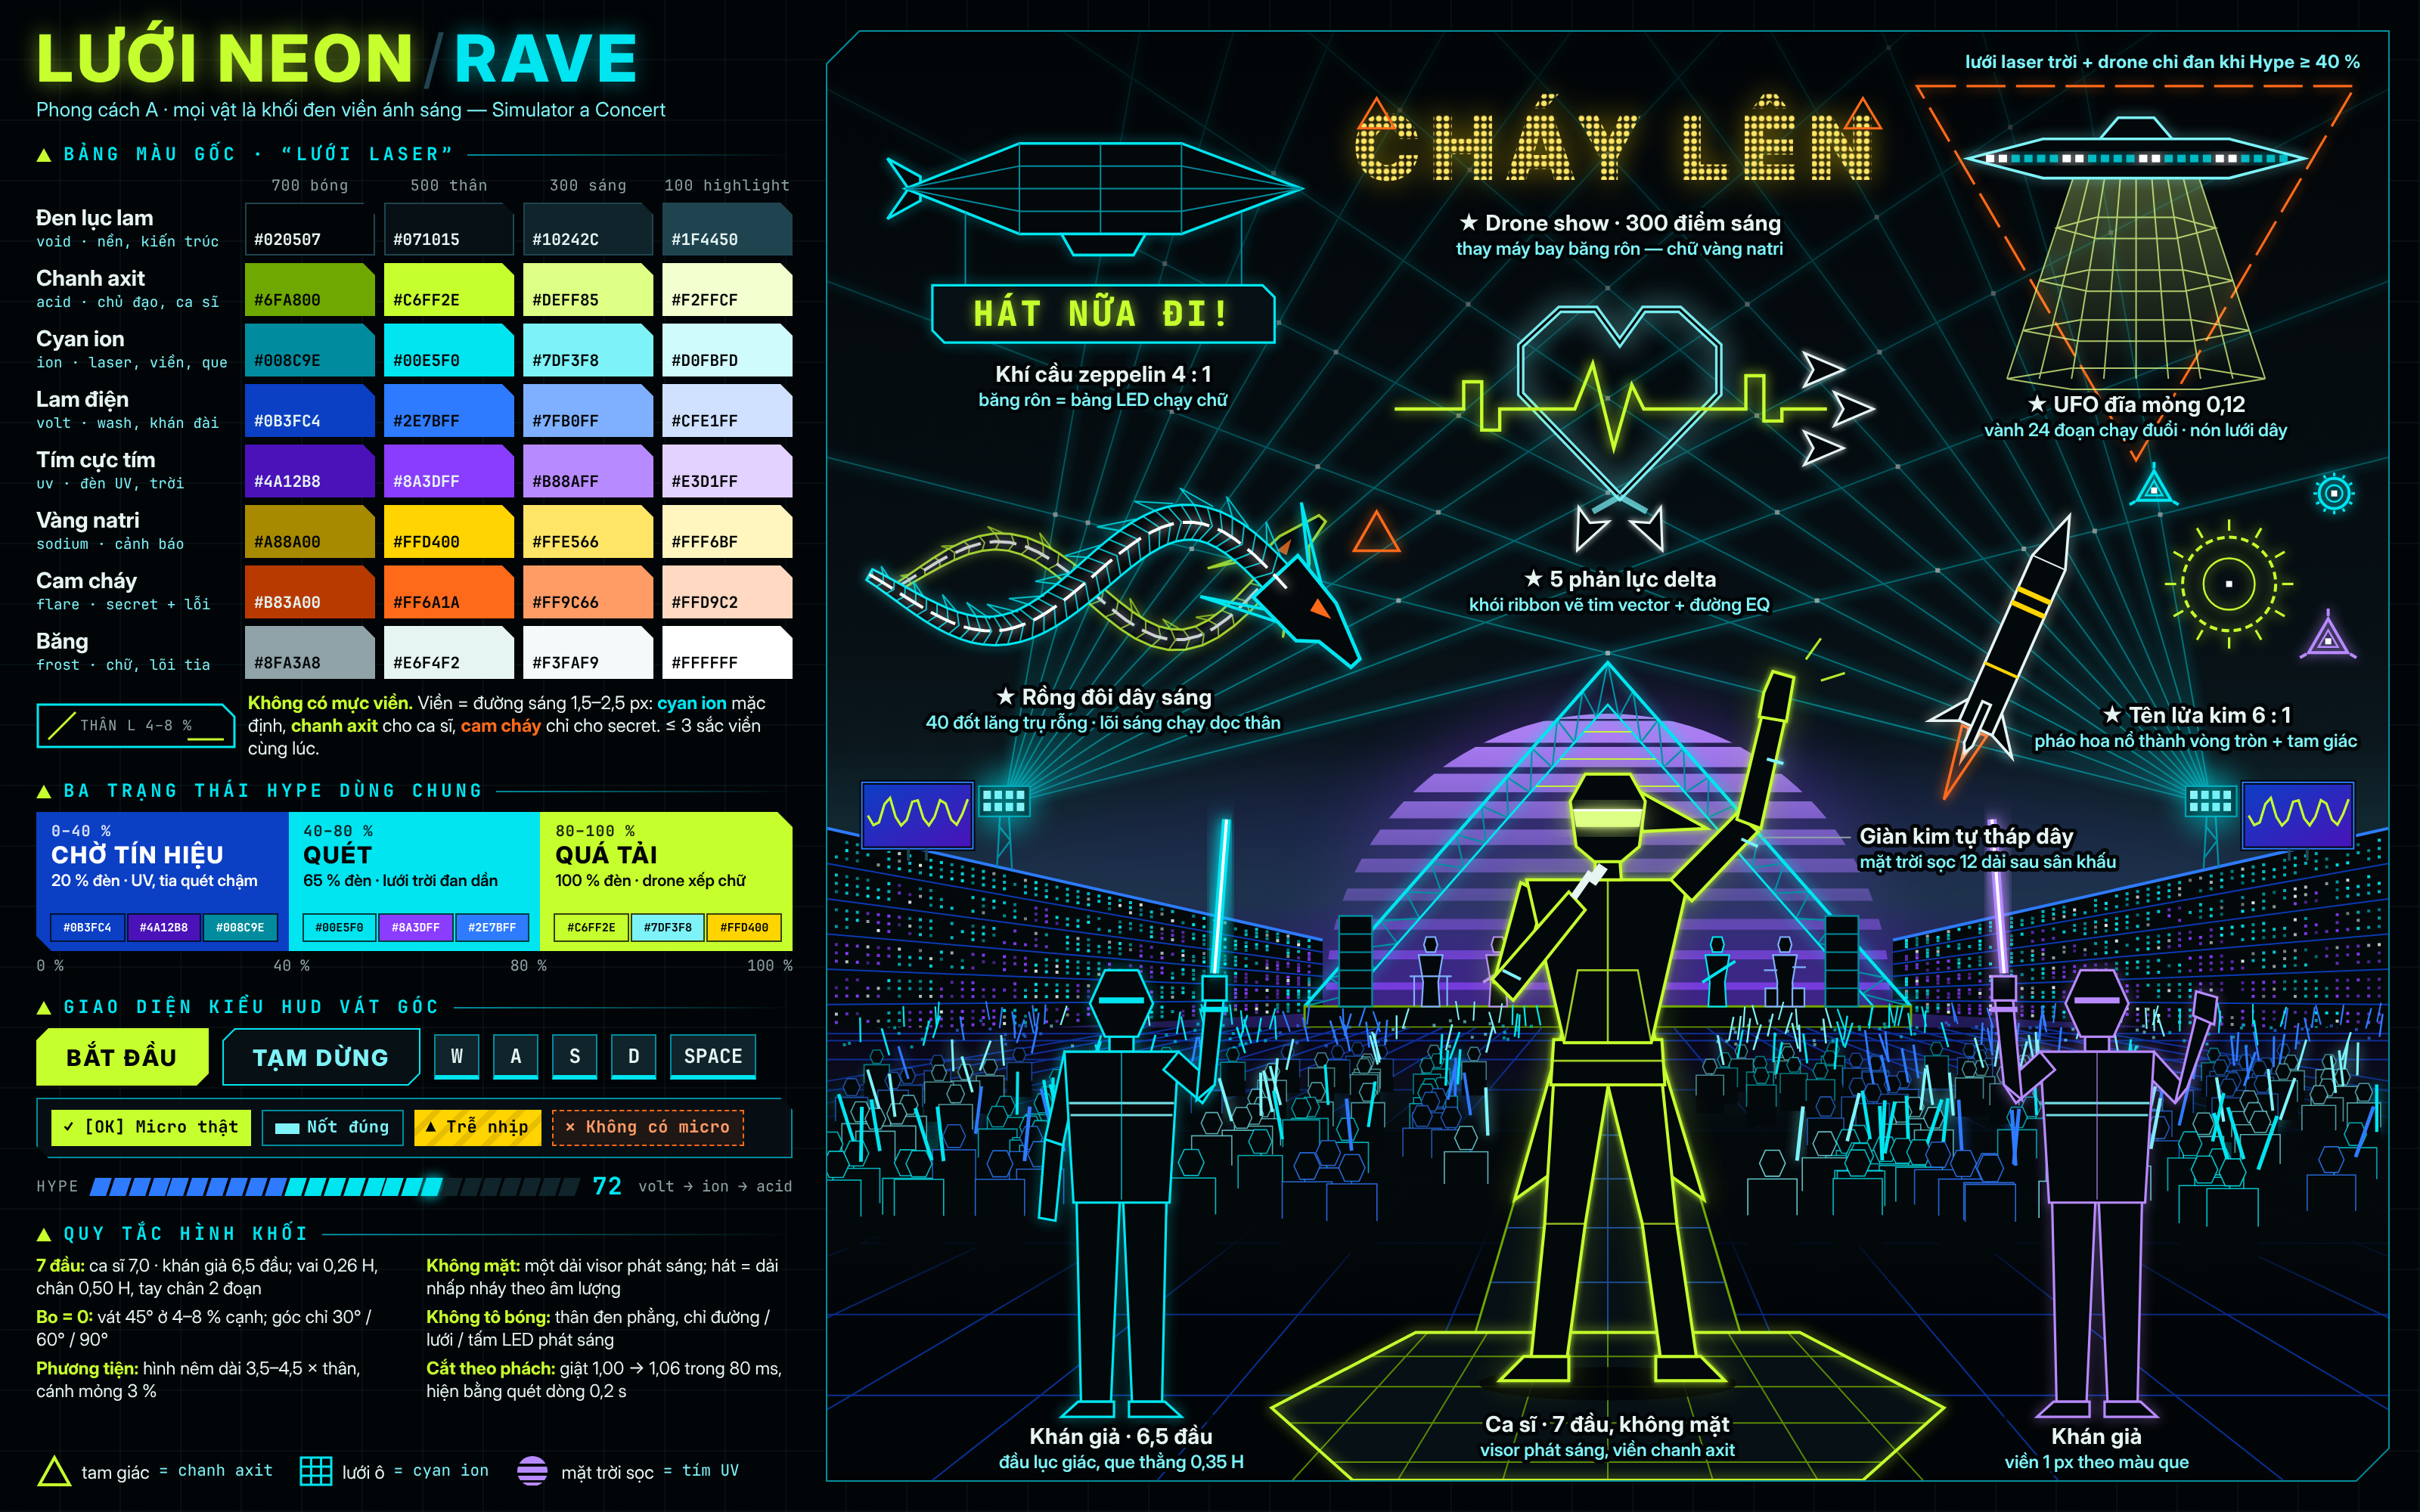 LƯỚI NEON/RAVE
Phong cách A · mọi vật là khối đen viền ánh sáng — Simulator a Concert
BẢNG MÀU GỐC · “LƯỚI LASER”
700 bóng 500 thân 300 sáng 100 highlight
Đen lục lam
void · nền, kiến trúc
#020507 #071015 #10242C #1F4450
Chanh axit
acid · chủ đạo, ca sĩ
#6FA800 #C6FF2E #DEFF85 #F2FFCF
Cyan ion
ion · laser, viền, que
#008C9E #00E5F0 #7DF3F8 #D0FBFD
Lam điện
volt · wash, khán đài
#0B3FC4 #2E7BFF #7FB0FF #CFE1FF
Tím cực tím
uv · đèn UV, trời
#4A12B8 #8A3DFF #B88AFF #E3D1FF
Vàng natri
sodium · cảnh báo
#A88A00 #FFD400 #FFE566 #FFF6BF
Cam cháy
flare · secret + lỗi
#B83A00 #FF6A1A #FF9C66 #FFD9C2
Băng
frost · chữ, lõi tia
#8FA3A8 #E6F4F2 #F3FAF9 #FFFFFF
THÂN L 4–8 %
Không có mực viền. Viền = đường sáng 1,5–2,5 px: cyan ion mặc
định, chanh axit cho ca sĩ, cam cháy chỉ cho secret. ≤ 3 sắc viền
cùng lúc.
BA TRẠNG THÁI HYPE DÙNG CHUNG
0–40 %
CHỜ TÍN HIỆU
20 % đèn · UV, tia quét chậm
#0B3FC4 #4A12B8 #008C9E
40–80 %
QUÉT
65 % đèn · lưới trời đan dần
#00E5F0 #8A3DFF #2E7BFF
80–100 %
QUÁ TẢI
100 % đèn · drone xếp chữ
#C6FF2E #7DF3F8 #FFD400
0 % 40 % 80 % 100 %
GIAO DIỆN KIỂU HUD VÁT GÓC
BẮT ĐẦU TẠM DỪNG W A S D SPACE
✓ [OK] Micro thật Nốt đúng ▲ Trễ nhịp × Không có micro
HYPE 72 volt → ion → acid
QUY TẮC HÌNH KHỐI
7 đầu: ca sĩ 7,0 · khán giả 6,5 đầu; vai 0,26 H,
chân 0,50 H, tay chân 2 đoạn
Bo = 0: vát 45° ở 4–8 % cạnh; góc chỉ 30° /
60° / 90°
Phương tiện: hình nêm dài 3,5–4,5 × thân,
cánh mỏng 3 %
Không mặt: một dải visor phát sáng; hát = dải
nhấp nháy theo âm lượng
Không tô bóng: thân đen phẳng, chỉ đường /
lưới / tấm LED phát sáng
Cắt theo phách: giật 1,00 → 1,06 trong 80 ms,
hiện bằng quét dòng 0,2 s
tam giác = chanh axit lưới ô = cyan ion mặt trời sọc = tím UV
lưới laser trời + drone chỉ đan khi Hype ≥ 40 %
CHÁY LÊN
★ Drone show · 300 điểm sáng
thay máy bay băng rôn — chữ vàng natri
HÁT NỮA ĐI!
Khí cầu zeppelin 4 : 1
băng rôn = bảng LED chạy chữ
★ UFO đĩa mỏng 0,12
vành 24 đoạn chạy đuổi · nón lưới dây
★ 5 phản lực delta
khói ribbon vẽ tim vector + đường EQ
★ Rồng đôi dây sáng
40 đốt lăng trụ rỗng · lõi sáng chạy dọc thân
★ Tên lửa kim 6 : 1
pháo hoa nổ thành vòng tròn + tam giác
Giàn kim tự tháp dây
mặt trời sọc 12 dải sau sân khấu
Khán giả · 6,5 đầu
đầu lục giác, que thẳng 0,35 H
Ca sĩ · 7 đầu, không mặt
visor phát sáng, viền chanh axit
Khán giả
viền 1 px theo màu que